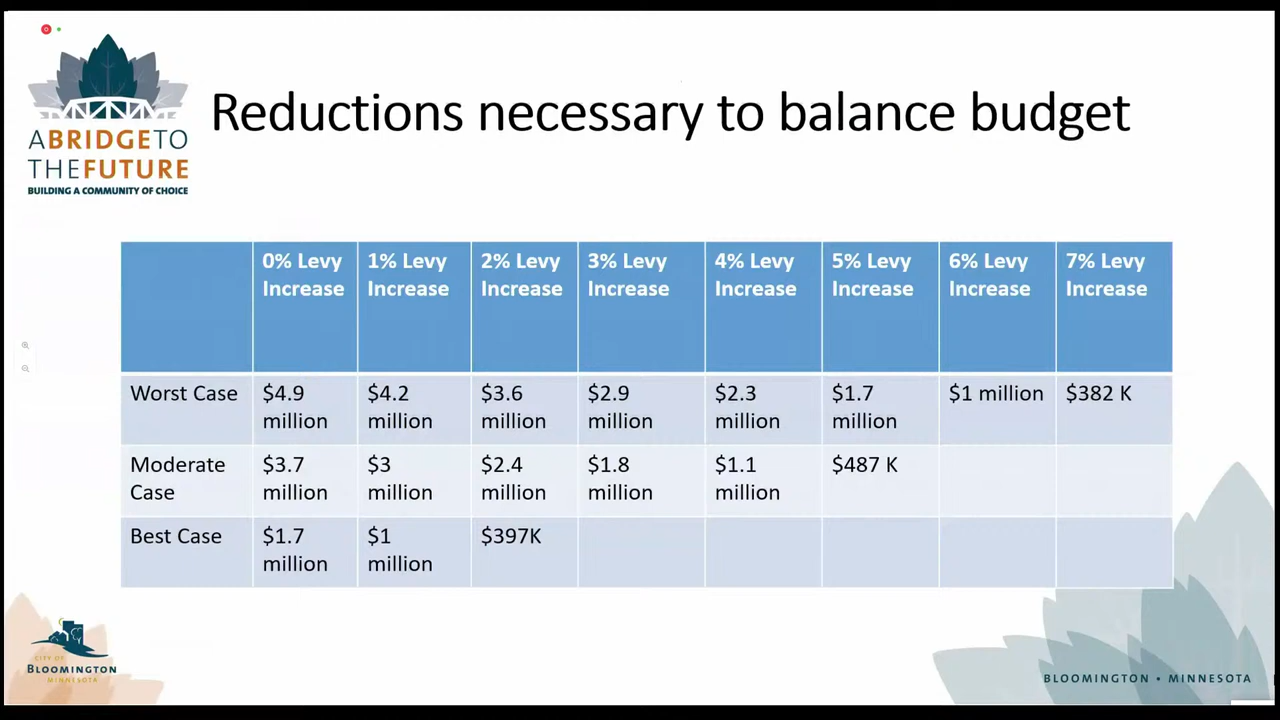 A BRIDGE TO
THE FUTURE
BUILDING A COMMUNITY OF CHOICE
Reductions necessary to balance budget
0% Levy Increase
1% Levy Increase
2% Levy Increase
3% Levy Increase
4% Levy Increase
5% Levy Increase
6% Levy Increase
7% Levy Increase
Worst Case
$4.9 million
$4.2 million
$3.6 million
$2.9 million
$2.3 million
$1.7 million
$1 million
$382 K
Moderate Case
$3.7 million
$3 million
$2.4 million
$1.8 million
$1.1 million
$487 K
Best Case
$1.7 million
$1 million
$397K
CITY OF
BLOOMINGTON
MINNESOTA
BLOOMINGTON • MINNESOTA